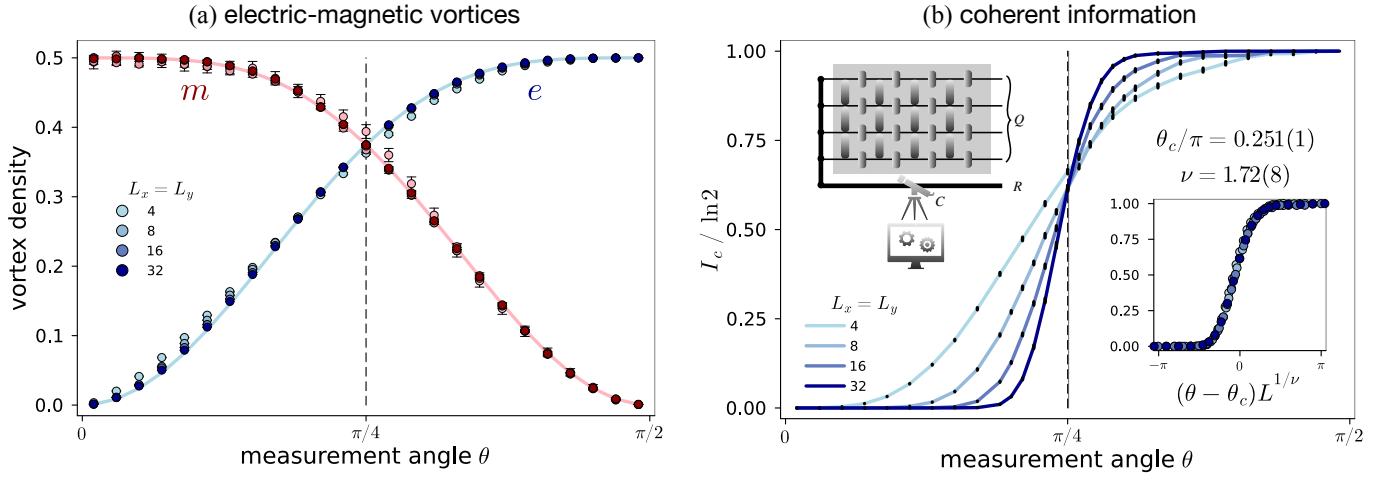 (a) electric-magnetic vortices
0.5
0.4
0.3
0.2
0.1
0.0
vortex density
m
e
L_x = L_y
4
8
16
32
0
π/4
π/2
measurement angle θ
(b) coherent information
1.00
0.75
0.50
0.25
0.00
I_c / ln2
Q
R
C
θ_c/π = 0.251(1)
ν = 1.72(8)
1.00
0.75
0.50
0.25
0.00
−π
0
π
(θ − θ_c)L^{1/ν}
L_x = L_y
4
8
16
32
0
π/4
π/2
measurement angle θ